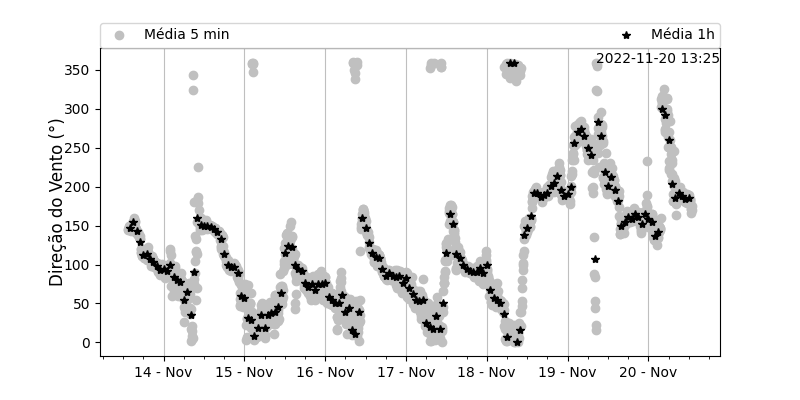 Média 5 min
Média 1h
2022-11-20 13:25
Direção do Vento (°)
350
300
250
200
150
100
50
0
14 - Nov
15 - Nov
16 - Nov
17 - Nov
18 - Nov
19 - Nov
20 - Nov